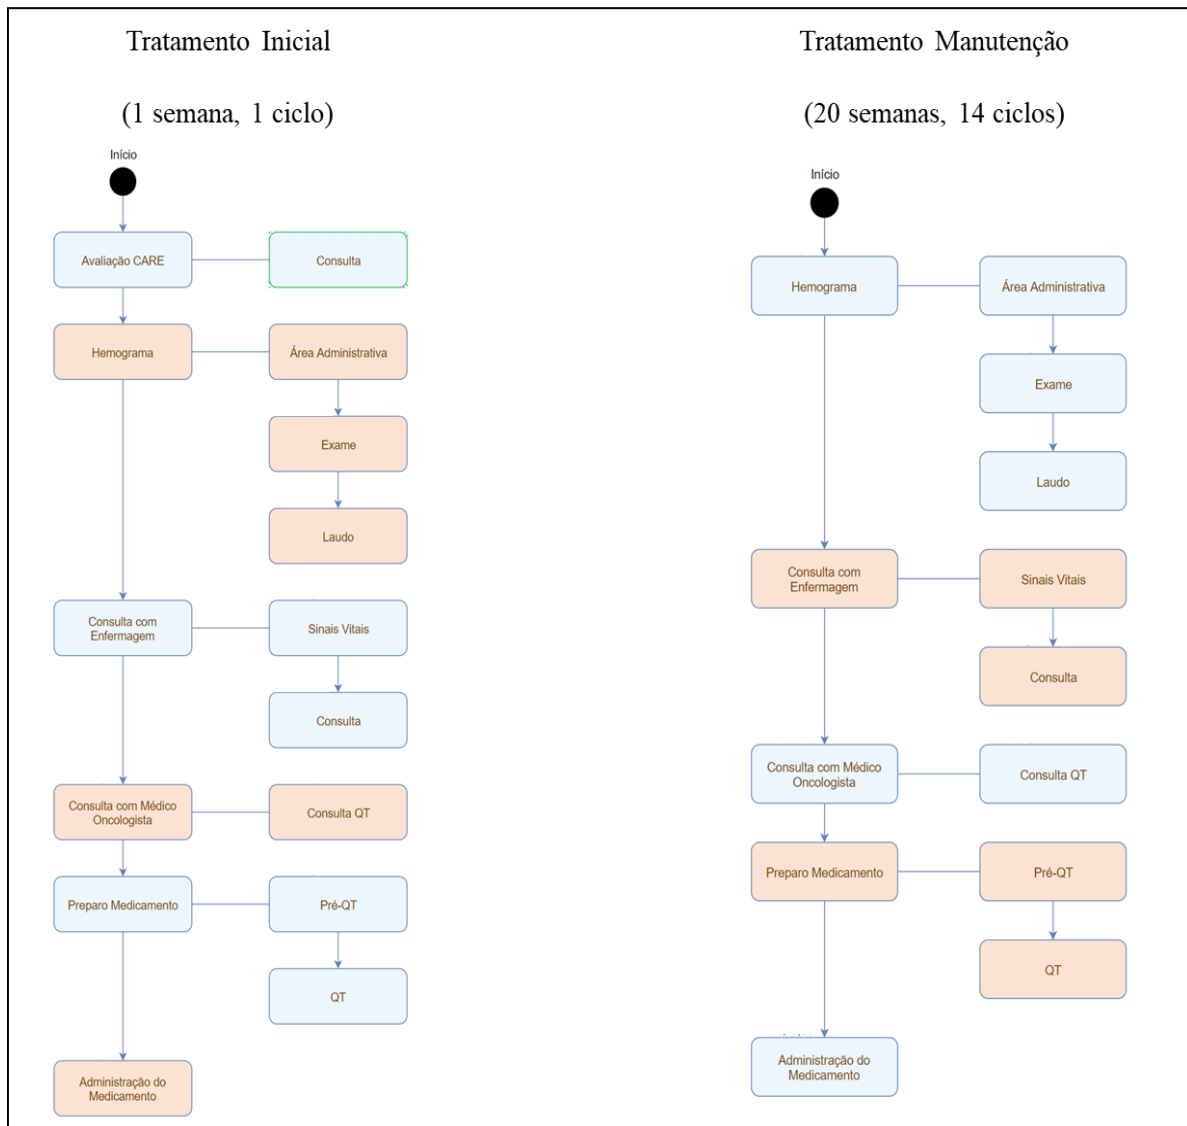 Tratamento Inicial
(1 semana, 1 ciclo)
Início
Avaliação CARE
Consulta
Hemograma
Área Administrativa
Exame
Laudo
Consulta com
Enfermagem
Sinais Vitais
Consulta
Consulta com Médico
Oncologista
Consulta QT
Preparo Medicamento
Pré-QT
QT
Administração do
Medicamento
Tratamento Manutenção
(20 semanas, 14 ciclos)
Início
Hemograma
Área Administrativa
Exame
Laudo
Consulta com
Enfermagem
Sinais Vitais
Consulta
Consulta com Médico
Oncologista
Consulta QT
Preparo Medicamento
Pré-QT
QT
Administração do
Medicamento